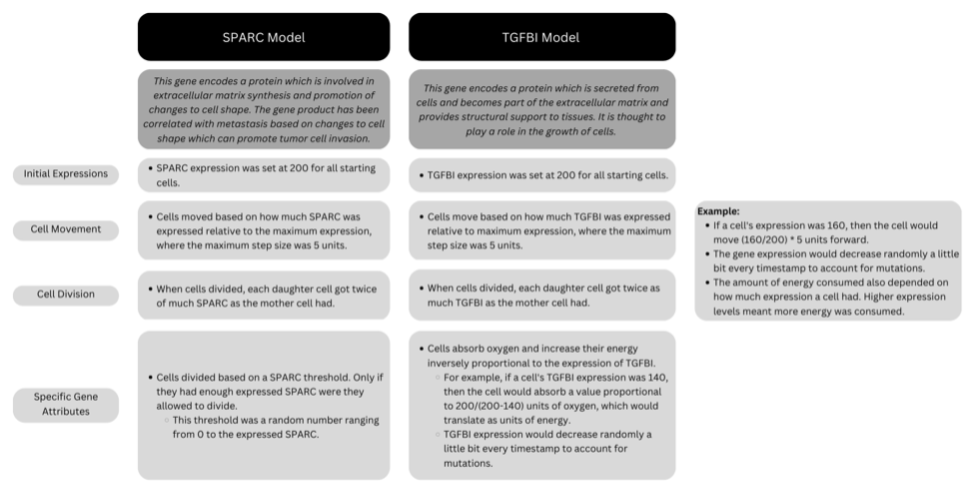 SPARC Model
TGFBI Model
This gene encodes a protein which is involved in
extracellular matrix synthesis and promotion of
changes to cell shape. The gene product has been
correlated with metastasis based on changes to cell
shape which can promote tumor cell invasion.
This gene encodes a protein which is secreted from
cells and becomes part of the extracellular matrix and
provides structural support to tissues. It is thought to
play a role in the growth of cells.
Initial Expressions
• SPARC expression was set at 200 for all starting
cells.
• TGFBI expression was set at 200 for all starting cells.
Cell Movement
• Cells moved based on how much SPARC was
expressed relative to the maximum expression,
where the maximum step size was 5 units.
• Cells move based on how much TGFBI was expressed
relative to maximum expression, where the maximum
step size was 5 units.
Example:
• If a cell's expression was 160, then the cell would
move (160/200) * 5 units forward.
• The gene expression would decrease randomly a little
bit every timestamp to account for mutations.
• The amount of energy consumed also depended on
how much expression a cell had. Higher expression
levels meant more energy was consumed.
Cell Division
• When cells divided, each daughter cell got twice
of much SPARC as the mother cell had.
• When cells divided, each daughter cell got twice as
much TGFBI as the mother cell had.
Specific Gene
Attributes
• Cells divided based on a SPARC threshold. Only if
they had enough expressed SPARC were they
allowed to divide.
◦ This threshold was a random number ranging
from 0 to the expressed SPARC.
• Cells absorb oxygen and increase their energy
inversely proportional to the expression of TGFBI.
◦ For example, if a cell's TGFBI expression was 140,
then the cell would absorb a value proportional
to 200/(200-140) units of oxygen, which would
translate as units of energy.
◦ TGFBI expression would decrease randomly a
little bit every timestamp to account for
mutations.